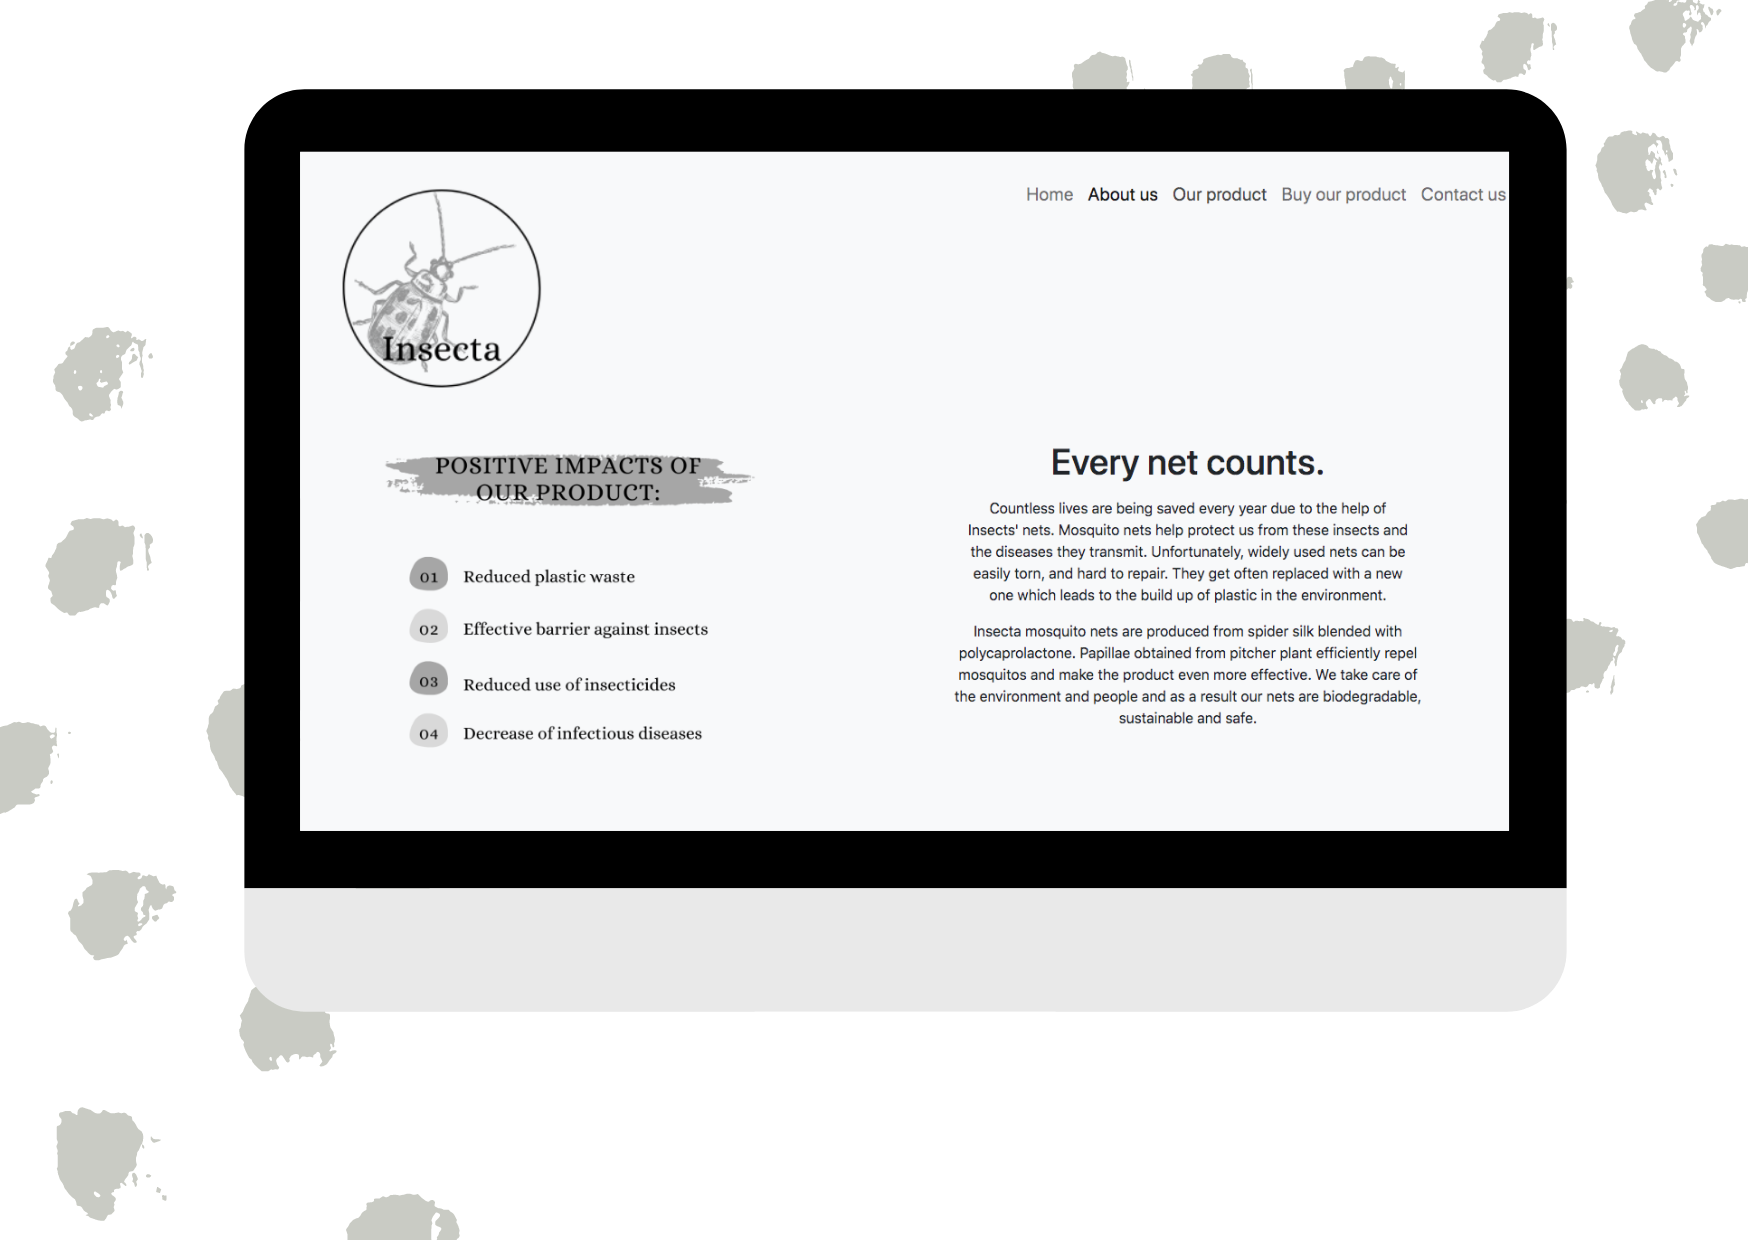 Home About us Our product Buy our product Contact us
Insecta
POSITIVE IMPACTS OF
OUR PRODUCT:
01 Reduced plastic waste
02 Effective barrier against insects
03 Reduced use of insecticides
04 Decrease of infectious diseases
Every net counts.
Countless lives are being saved every year due to the help of
Insects' nets. Mosquito nets help protect us from these insects and
the diseases they transmit. Unfortunately, widely used nets can be
easily torn, and hard to repair. They get often replaced with a new
one which leads to the build up of plastic in the environment.
Insecta mosquito nets are produced from spider silk blended with
polycaprolactone. Papillae obtained from pitcher plant efficiently repel
mosquitos and make the product even more effective. We take care of
the environment and people and as a result our nets are biodegradable,
sustainable and safe.